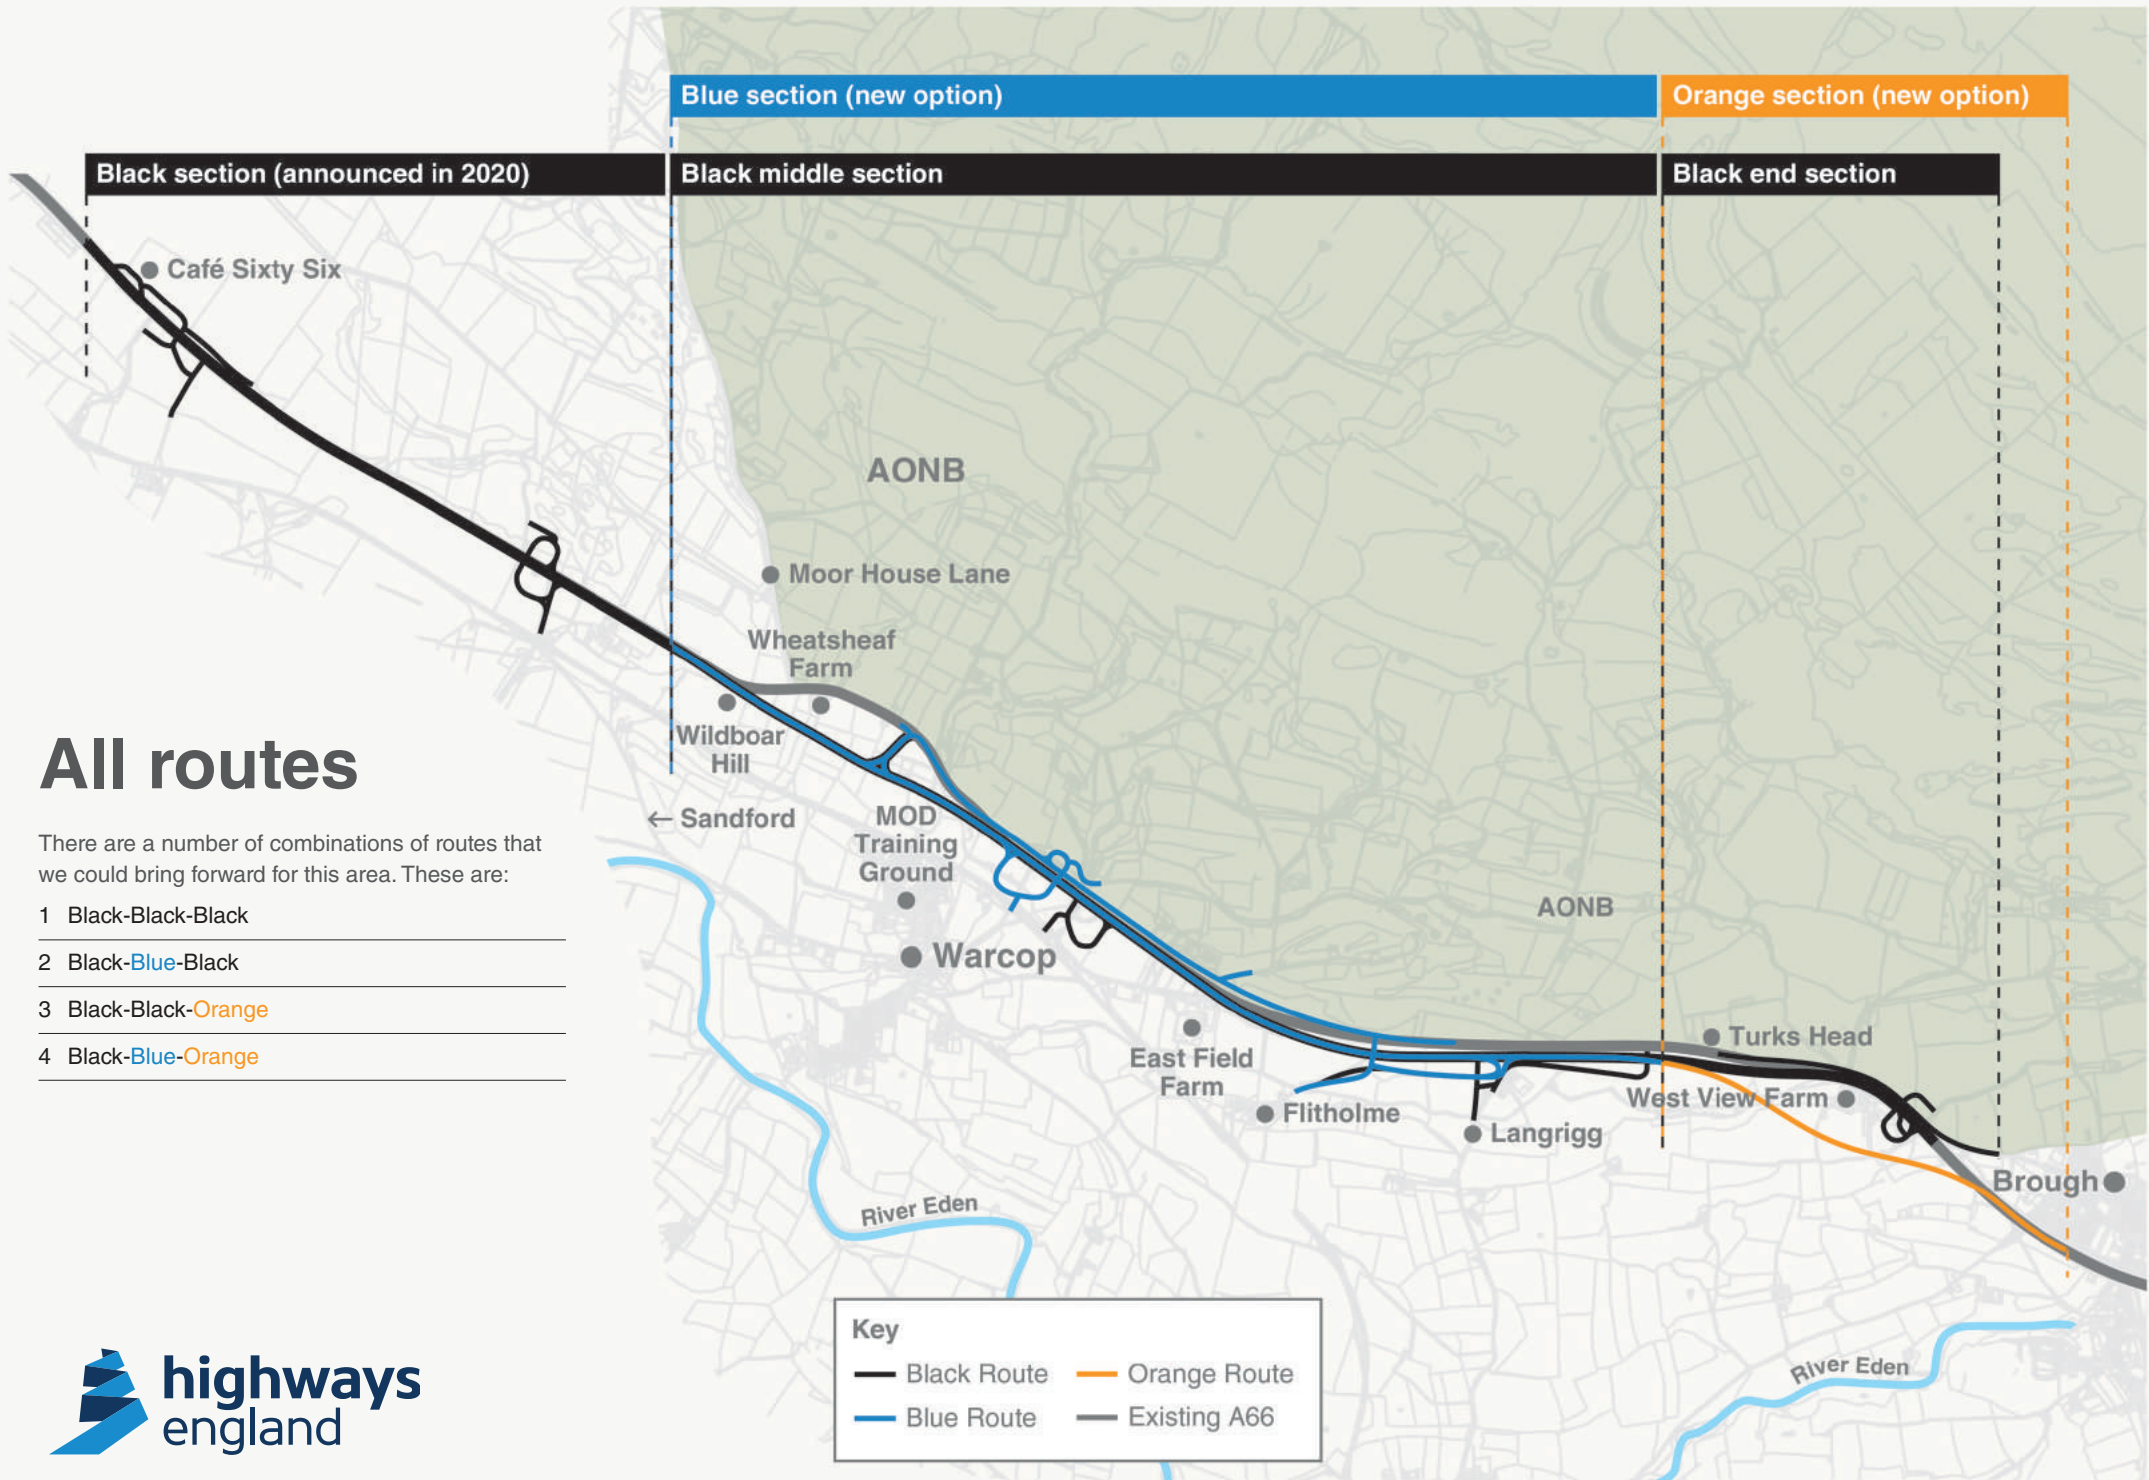 Blue section (new option)
Orange section (new option)
Black section (announced in 2020)
Black middle section
Black end section
Café Sixty Six
AONB
Moor House Lane
Wheatsheaf
Farm
Wildboar
Hill
← Sandford
MOD
Training
Ground
Warcop
AONB
East Field
Farm
Flitholme
Langrigg
Turks Head
West View Farm
Brough
River Eden
River Eden
All routes
There are a number of combinations of routes that
we could bring forward for this area. These are:
1 Black-Black-Black
2 Black-Blue-Black
3 Black-Black-Orange
4 Black-Blue-Orange
Key
Black Route
Orange Route
Blue Route
Existing A66
highways
england